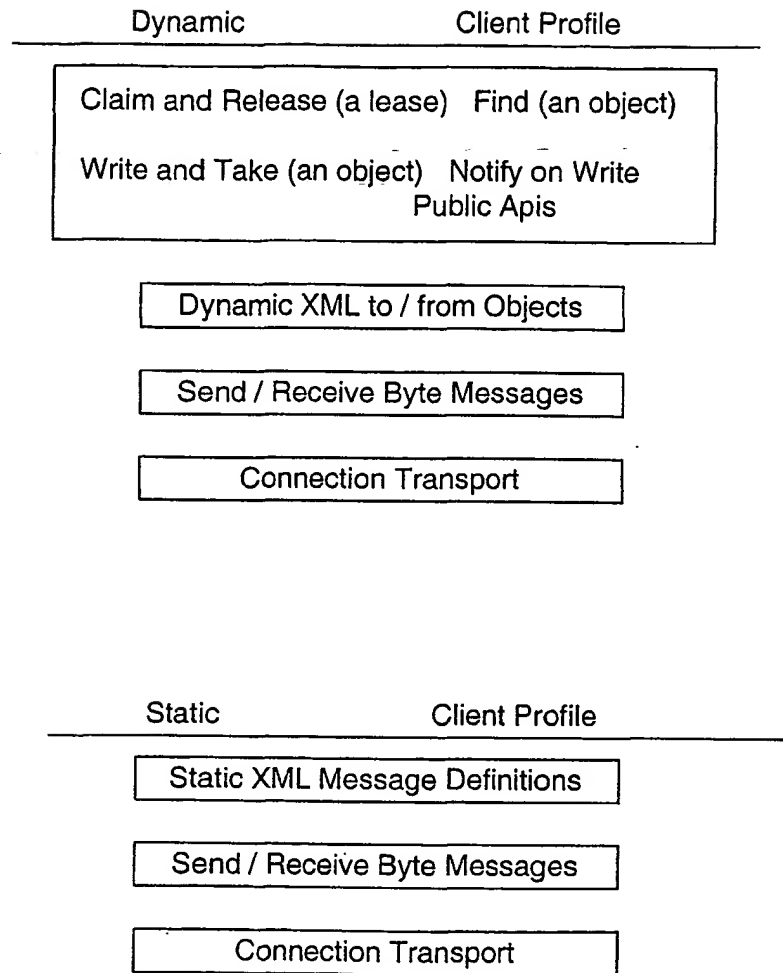 Dynamic Client Profile
Claim and Release (a lease) Find (an object)
Write and Take (an object) Notify on Write
Public Apis
Dynamic XML to / from Objects
Send / Receive Byte Messages
Connection Transport
Static Client Profile
Static XML Message Definitions
Send / Receive Byte Messages
Connection Transport